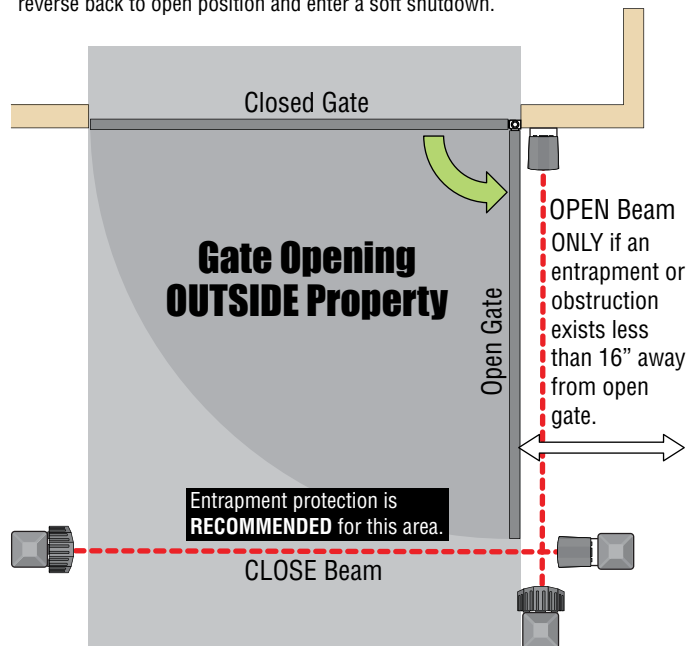 reverse back to open position and enter a soft shutdown.
Closed Gate
Gate Opening
OUTSIDE Property
Open Gate
OPEN Beam
ONLY if an
entrapment or
obstruction
exists less
than 16” away
from open
gate.
Entrapment protection is
RECOMMENDED for this area.
CLOSE Beam